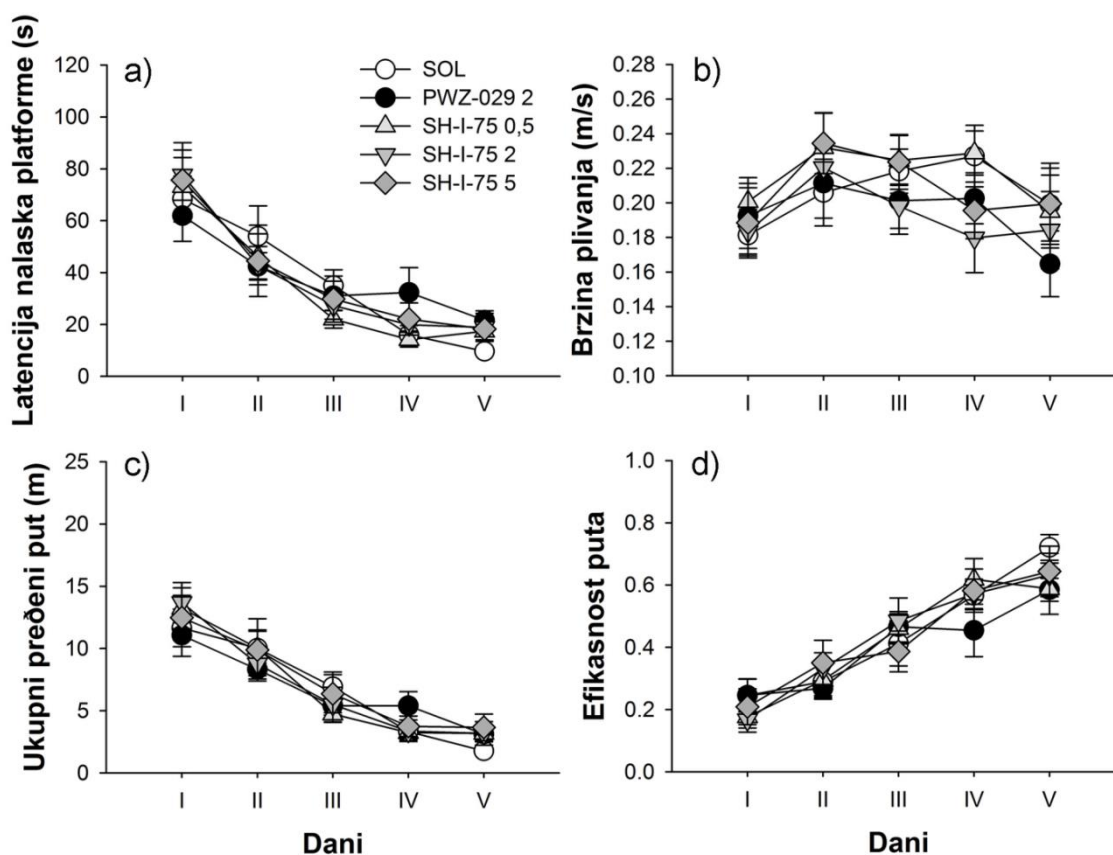 a)
Latencija nalaska platforme (s)
120
100
80
60
40
20
0
I II III IV V
SOL
PWZ-029 2
SH-I-75 0,5
SH-I-75 2
SH-I-75 5
b)
Brzina plivanja (m/s)
0.28
0.26
0.24
0.22
0.20
0.18
0.16
0.14
0.12
0.10
I II III IV V
c)
Ukupni pređeni put (m)
25
20
15
10
5
0
I II III IV V
Dani
d)
Efikasnost puta
1.0
0.8
0.6
0.4
0.2
0.0
I II III IV V
Dani